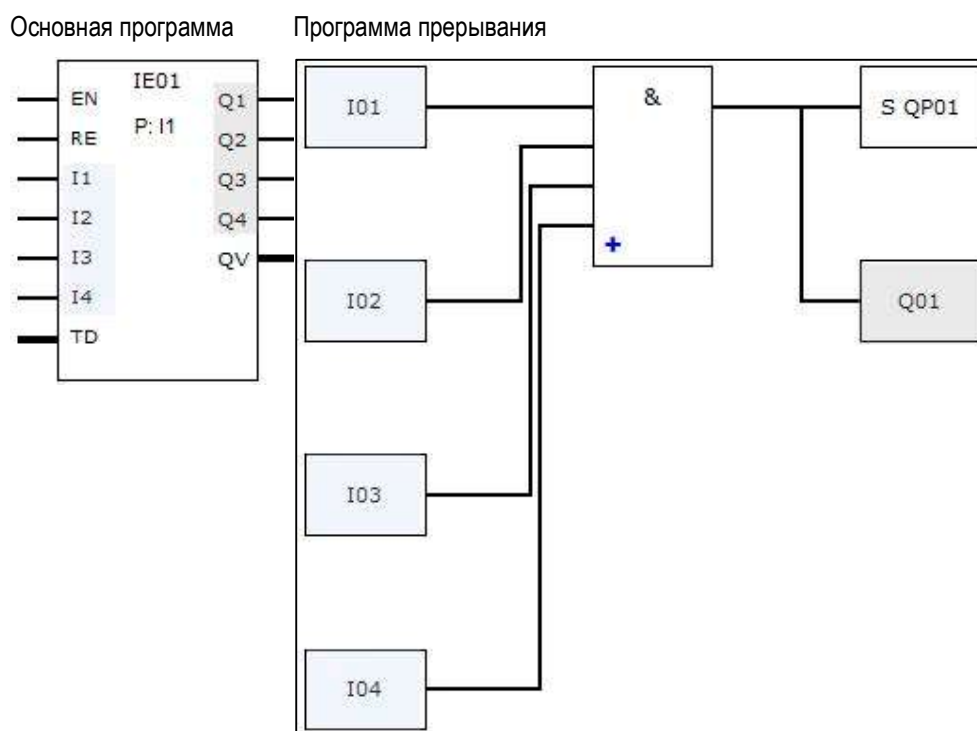 Основная программа
Программа прерывания
IE01
P: I1
EN
RE
I1
I2
I3
I4
TD
Q1
Q2
Q3
Q4
QV
I01
I02
I03
I04
&
+
S QP01
Q01